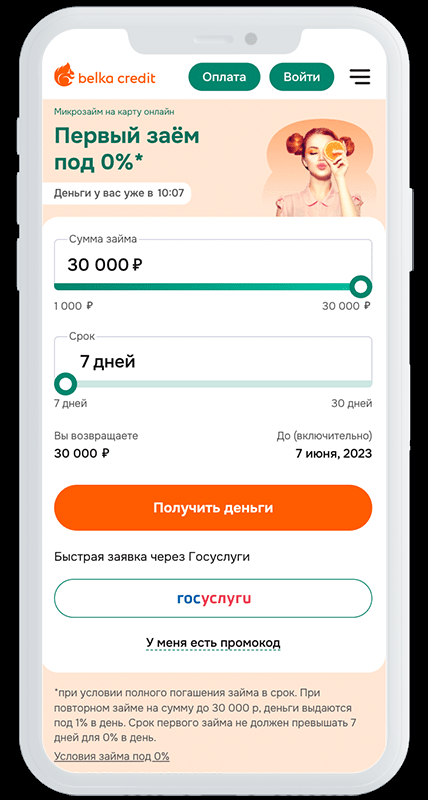 belka credit
Оплата
Войти
Микрозайм на карту онлайн
Первый заём
под 0%*
Деньги у вас уже в 10:07
Сумма займа
30 000 ₽
1 000 ₽
30 000 ₽
Срок
7 дней
7 дней
30 дней
Вы возвращаете
До (включительно)
30 000 ₽
7 июня, 2023
Получить деньги
Быстрая заявка через Госуслуги
госуслуги
У меня есть промокод
*при условии полного погашения займа в срок. При
повторном займе на сумму до 30 000 р, деньги выдаются
под 1% в день. Срок первого займа не должен превышать 7
дней для 0% в день.
Условия займа под 0%